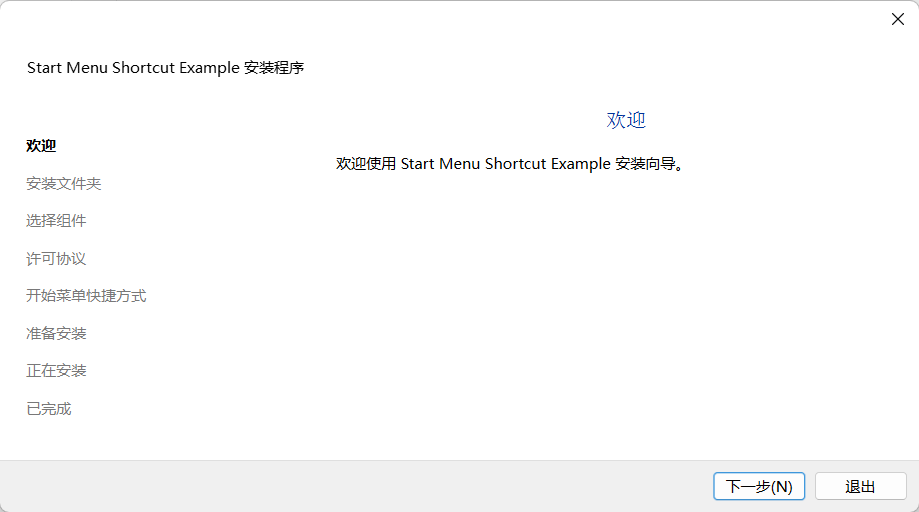 Start Menu Shortcut Example 安装程序
欢迎
欢迎使用 Start Menu Shortcut Example 安装向导。
欢迎
安装文件夹
选择组件
许可协议
开始菜单快捷方式
准备安装
正在安装
已完成
下一步(N)
退出